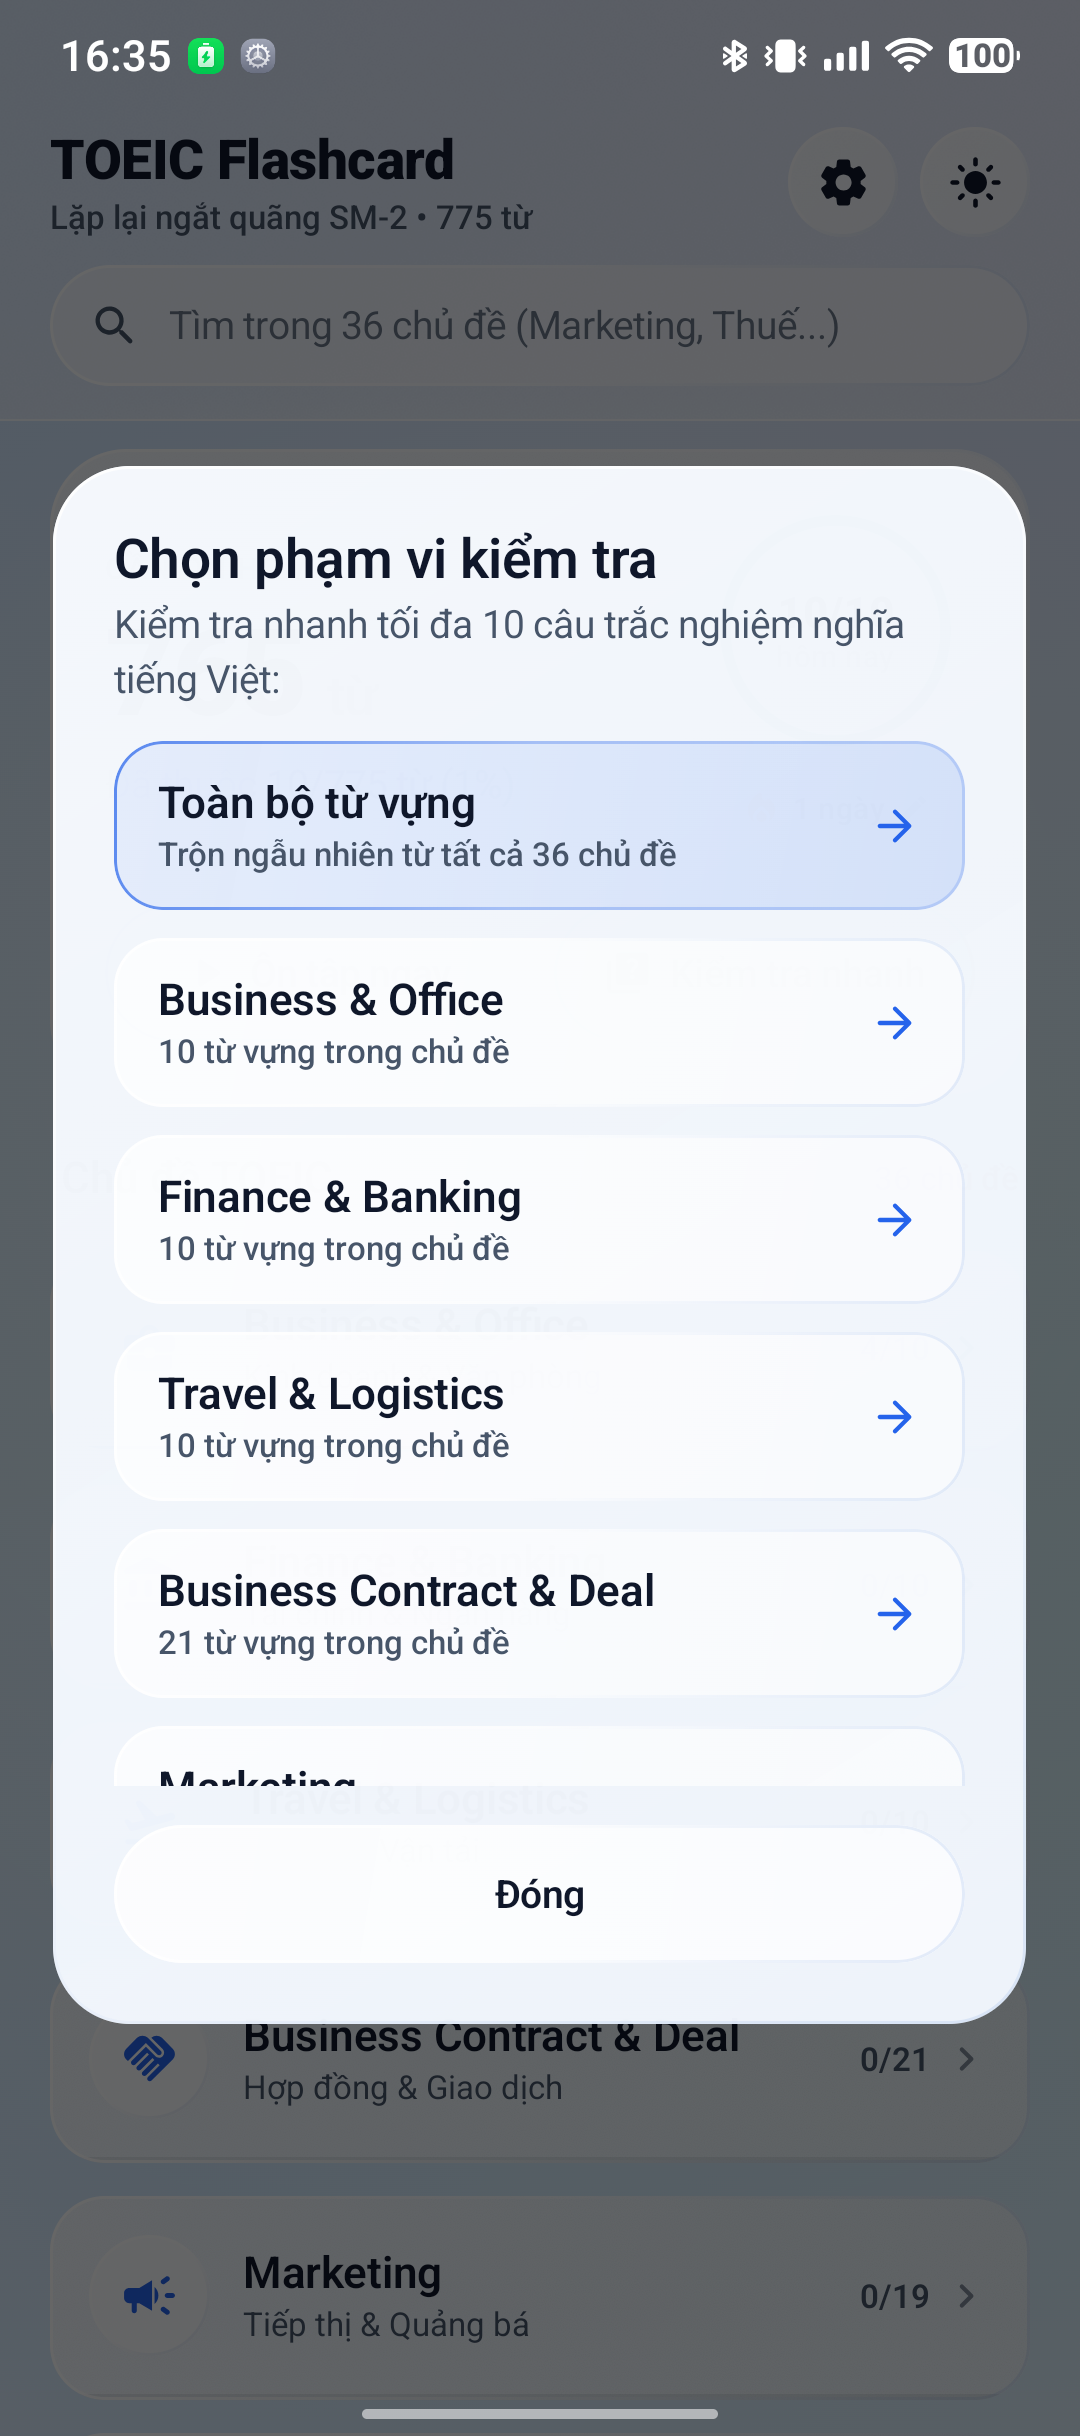 16:35
100
TOEIC Flashcard
Lặp lại ngắt quãng SM-2 • 775 từ
Tìm trong 36 chủ đề (Marketing, Thuế...)
Chọn phạm vi kiểm tra
Kiểm tra nhanh tối đa 10 câu trắc nghiệm nghĩa
tiếng Việt:
Toàn bộ từ vựng
Trộn ngẫu nhiên từ tất cả 36 chủ đề
Business & Office
10 từ vựng trong chủ đề
Finance & Banking
10 từ vựng trong chủ đề
Travel & Logistics
10 từ vựng trong chủ đề
Business Contract & Deal
21 từ vựng trong chủ đề
Marketing
Travel & Logistics
Đóng
Business Contract & Deal
0/21
Hợp đồng & Giao dịch
Marketing
0/19
Tiếp thị & Quảng bá